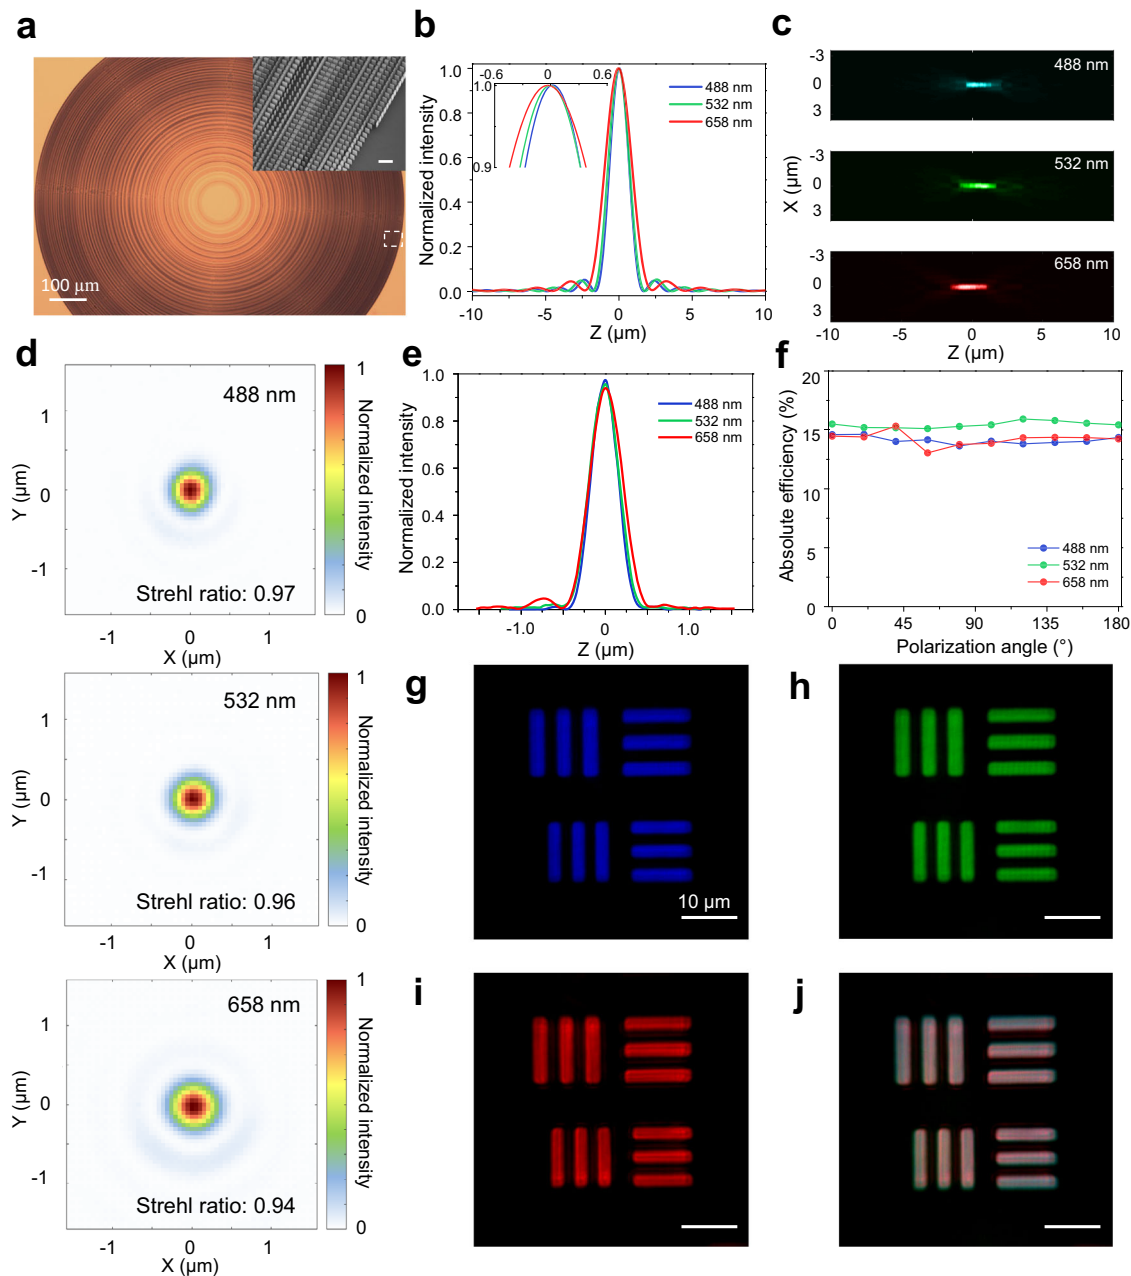 a
100 μm
b
Normalized intensity
1.0
0.8
0.6
0.4
0.2
0.0
-0.6
0
0.6
1.0
0.9
488 nm
532 nm
658 nm
-10
-5
0
5
10
Z (μm)
c
X (μm)
-3
0
3
488 nm
-3
0
3
532 nm
-3
0
3
658 nm
-10
-5
0
5
10
Z (μm)
d
488 nm
Strehl ratio: 0.97
Y (μm)
1
0
-1
-1
0
1
X (μm)
1
0
Normalized intensity
532 nm
Strehl ratio: 0.96
Y (μm)
1
0
-1
-1
0
1
X (μm)
1
0
Normalized intensity
658 nm
Strehl ratio: 0.94
Y (μm)
1
0
-1
-1
0
1
X (μm)
1
0
Normalized intensity
e
Normalized intensity
1.0
0.8
0.6
0.4
0.2
0.0
488 nm
532 nm
658 nm
-1.0
0
1.0
Z (μm)
f
Absolute efficiency (%)
20
15
10
5
0
488 nm
532 nm
658 nm
0
45
90
135
180
Polarization angle (°)
g
10 μm
h
i
j